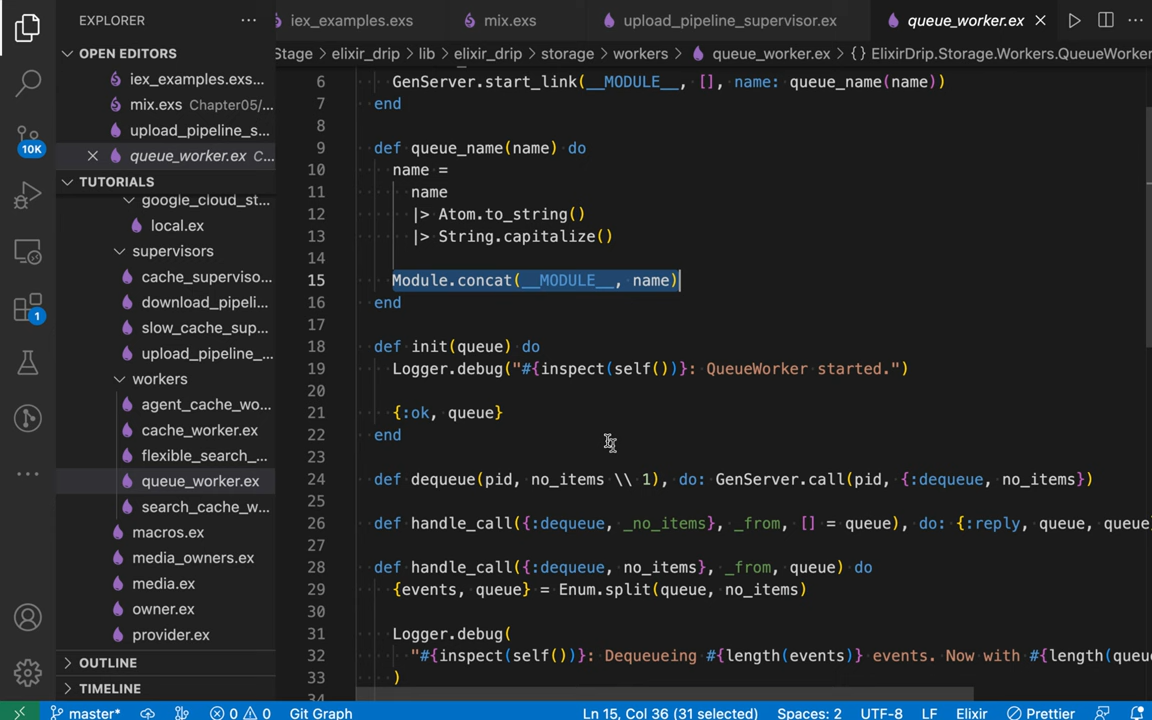 EXPLORER
OPEN EDITORS
iex_examples.exs...
mix.exs Chapter05/...
upload_pipeline_s...
queue_worker.ex C...
TUTORIALS
google_cloud_st...
local.ex
supervisors
cache_superviso...
download_pipeli...
slow_cache_sup...
upload_pipeline_...
workers
agent_cache_wo...
cache_worker.ex
flexible_search_...
queue_worker.ex
search_cache_w...
macros.ex
media_owners.ex
media.ex
owner.ex
provider.ex
OUTLINE
TIMELINE
10K
1
iex_examples.exs mix.exs upload_pipeline_supervisor.ex queue_worker.ex
Stage > elixir_drip > lib > elixir_drip > storage > workers > queue_worker.ex > {} ElixirDrip.Storage.Workers.QueueWorker
6 GenServer.start_link(__MODULE__, [], name: queue_name(name))
7 end
8
9 def queue_name(name) do
10 name =
11 name
12 |> Atom.to_string()
13 |> String.capitalize()
14
15 Module.concat(__MODULE__, name)
16 end
17
18 def init(queue) do
19 Logger.debug("#{inspect(self())}: QueueWorker started.")
20
21 {:ok, queue}
22 end
23
24 def dequeue(pid, no_items \\ 1), do: GenServer.call(pid, {:dequeue, no_items})
25
26 def handle_call({:dequeue, _no_items}, _from, [] = queue), do: {:reply, queue, queue
27
28 def handle_call({:dequeue, no_items}, _from, queue) do
29 {events, queue} = Enum.split(queue, no_items)
30
31 Logger.debug(
32 "#{inspect(self())}: Dequeueing #{length(events)} events. Now with #{length(queu
33 )
34
master* 0 0 Git Graph Ln 15, Col 36 (31 selected) Spaces: 2 UTF-8 LF Elixir Prettier